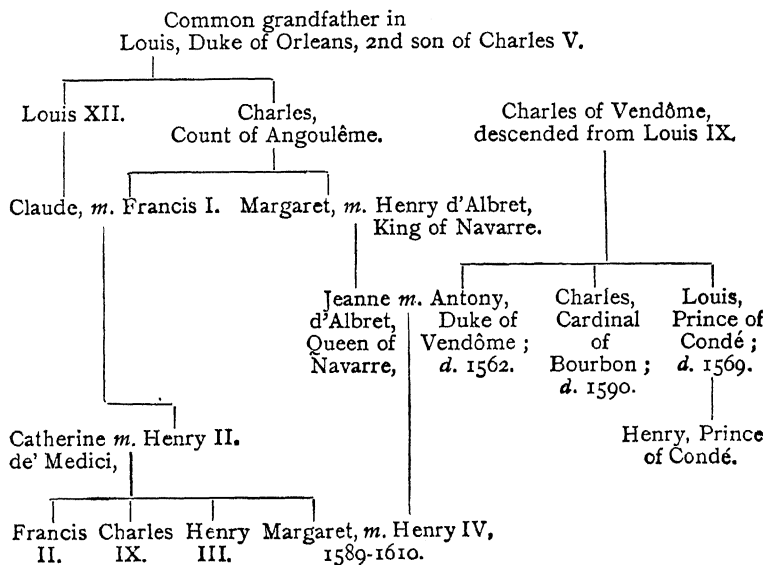 Common grandfather in
Louis, Duke of Orleans, 2nd son of Charles V.
Louis XII.
Charles,
Count of Angoulême.
Charles of Vendôme,
descended from Louis IX.
Claude, m. Francis I.
Margaret, m. Henry d'Albret,
King of Navarre.
Jeanne m. Antony,
d'Albret, Duke of
Queen of Vendôme ;
Navarre, d. 1562.
Charles,
Cardinal
of
Bourbon ;
d. 1590.
Louis,
Prince of
Condé ;
d. 1569.
Henry, Prince
of Condé.
Catherine m. Henry II.
de' Medici,
Francis
II.
Charles
IX.
Henry
III.
Margaret, m. Henry IV,
1589-1610.